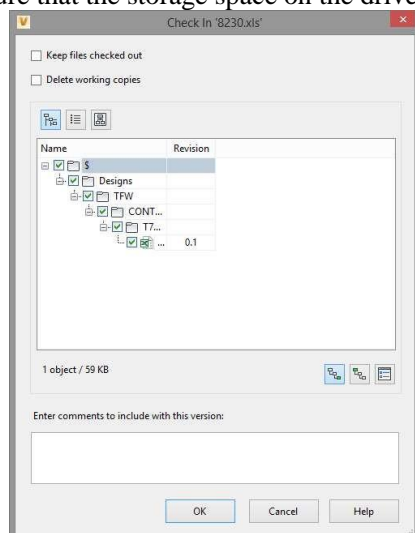 ure that the storage space on the drive
Check In '8230.xls'
Keep files checked out
Delete working copies
Name Revision
$
Designs
TFW
CONT...
T7...
... 0.1
1 object / 59 KB
Enter comments to include with this version:
OK Cancel Help